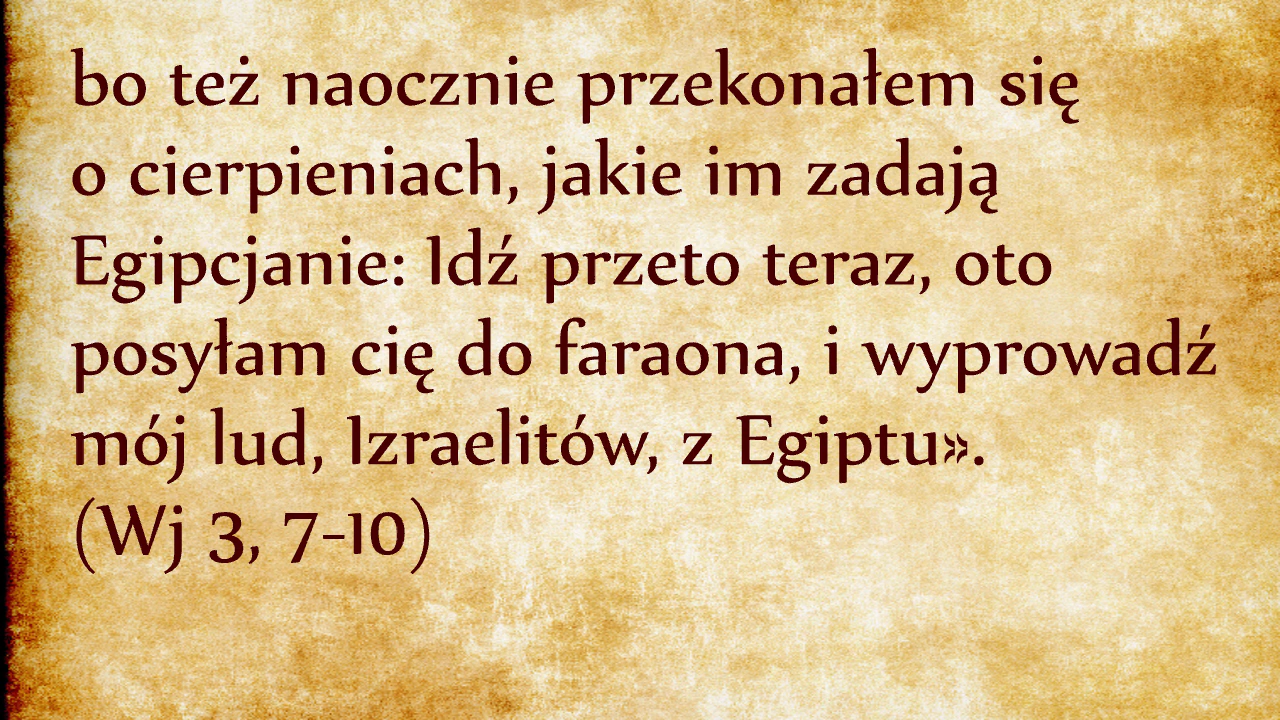 bo też naocznie przekonałem się
o cierpieniach, jakie im zadają
Egipcjanie: Idź przeto teraz, oto
posyłam cię do faraona, i wyprowadź
mój lud, Izraelitów, z Egiptu».
(Wj 3, 7-10)